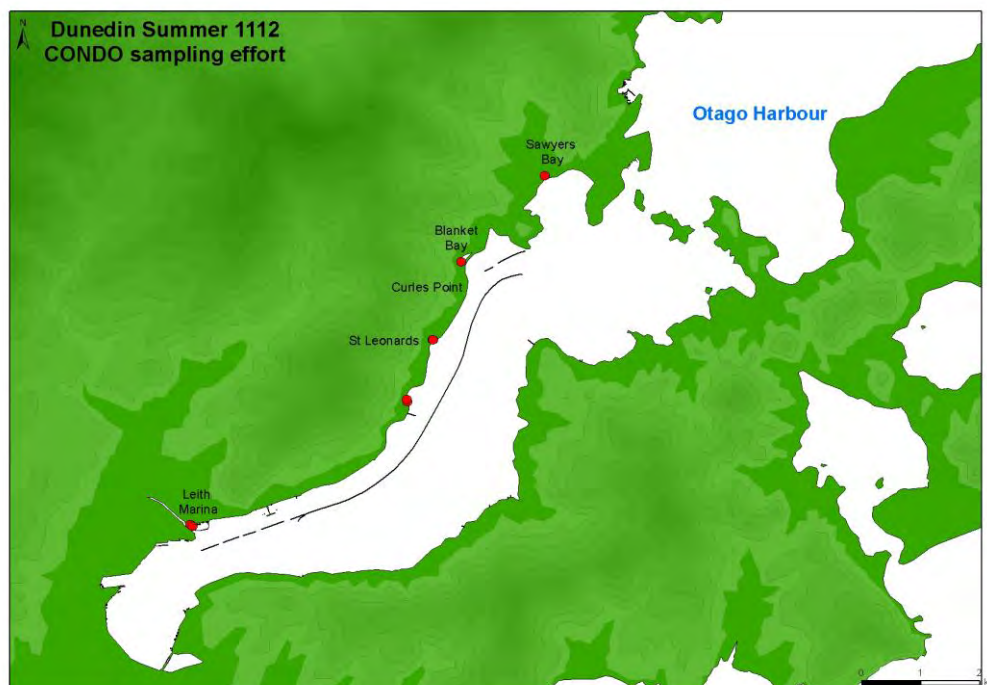 N
Dunedin Summer 1112
CONDO sampling effort
Otago Harbour
Sawyers
Bay
Blanket
Bay
Curles Point
St Leonards
Leith
Marina
0 1 2